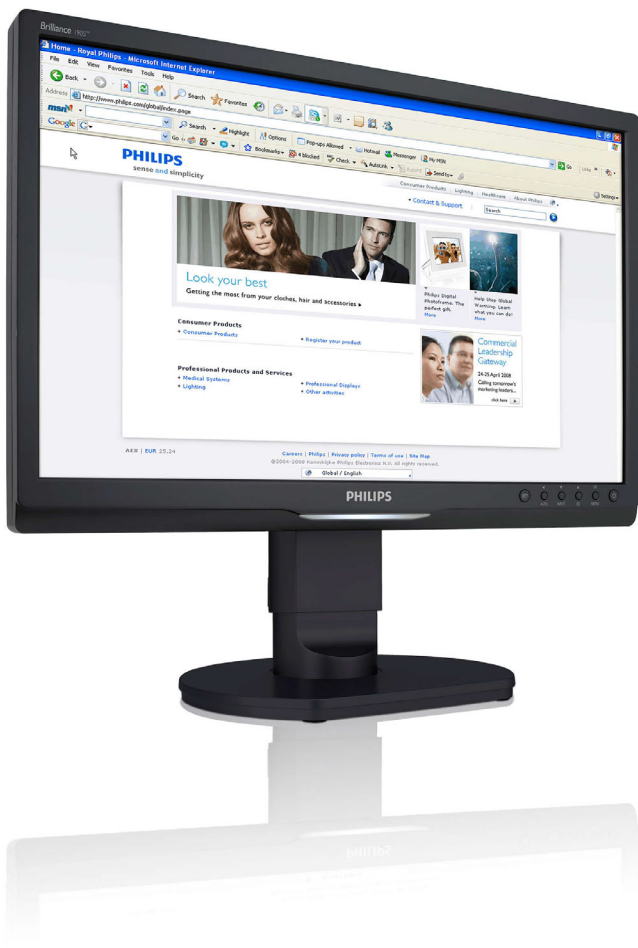 Brilliance
Home - Royal Philips - Microsoft Internet Explorer
File Edit View Favorites Tools Help
Back Search Favorites
Address http://www.philips.com/global/index.page Go Links
msn Search Highlight Options Pop-ups Allowed Hotmail Messenger My MSN
Google G Go Bookmarks 4 blocked Check AutoLink Send to Settings
PHILIPS
sense and simplicity
Consumer Products Lighting Healthcare About Philips
Contact & Support Search
Look your best
Getting the most from your clothes, hair and accessories
Philips Digital
Photoframe. The
perfect gift.
More
Help Stop Global
Warming. Learn
what you can do!
More
Consumer Products
Consumer Products
Register your product
Professional Products and Services
Medical Systems
Lighting
Professional Displays
Other activities
Commercial
Leadership
Gateway
24-25 April 2008
Calling tomorrow's
marketing leaders...
click here
AEX | EUR 25.24
Careers | Philips | Privacy policy | Terms of use | Site Map
©2004-2008 Koninklijke Philips Electronics N.V. All rights reserved.
Global / English
PHILIPS
AUTO INPUT MENU